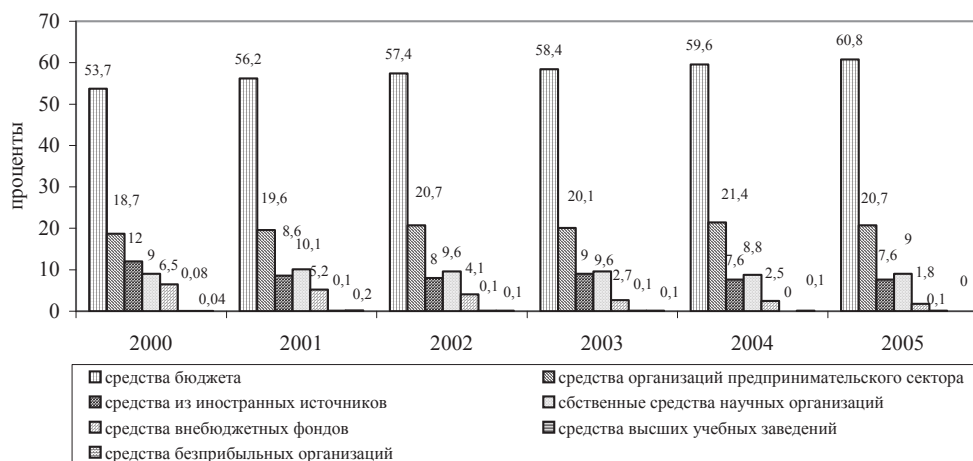 70
60
50
40
30
20
10
0
проценты
53,7 18,7 12 9 6,5 0,08 0,04
56,2 19,6 8,6 10,1 5,2 0,1 0,2
57,4 20,7 8 9,6 4,1 0,1 0,1
58,4 20,1 9 9,6 2,7 0,1 0,1
59,6 21,4 7,6 8,8 2,5 0 0,1
60,8 20,7 7,6 9 1,8 0,1 0
2000 2001 2002 2003 2004 2005
средства бюджета средства организаций предпринимательского сектора
средства из иностранных источников сбственные средства научных организаций
средства внебюджетных фондов средства высших учебных заведений
средства безприбыльных организаций